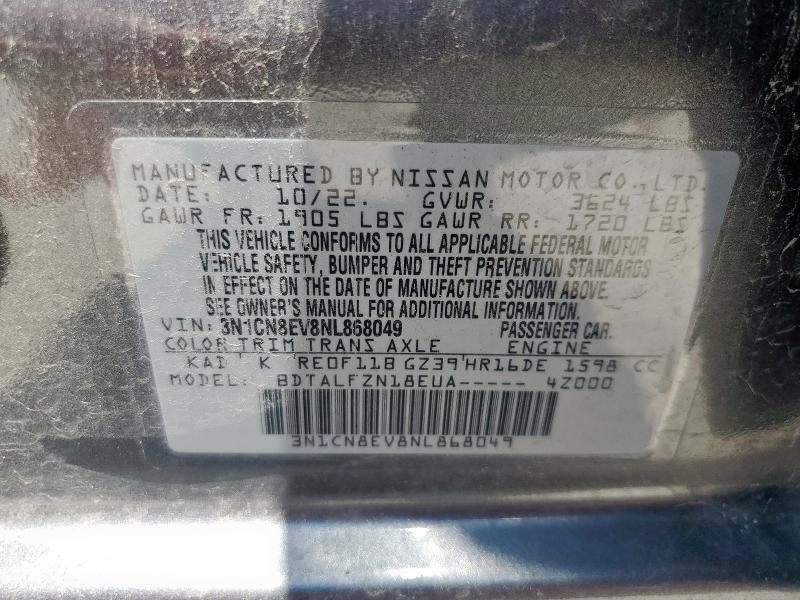 MANUFACTURED BY NISSAN MOTOR CO., LTD.
DATE: 10/22. GVWR: 3624 LBS
GAWR FR: 1905 LBS GAWR RR: 1720 LBS
THIS VEHICLE CONFORMS TO ALL APPLICABLE FEDERAL MOTOR
VEHICLE SAFETY, BUMPER AND THEFT PREVENTION STANDARDS
IN EFFECT ON THE DATE OF MANUFACTURE SHOWN ABOVE.
SEE OWNER'S MANUAL FOR ADDITIONAL INFORMATION.
VIN: 3N1CN8EV8NL868049 PASSENGER CAR.
COLOR TRIM TRANS AXLE ENGINE
KAD K RE0F11B GZ39 HR16DE 1598 CC
MODEL: BDTALFZN18EUA----- 4Z000
3N1CN8EV8NL868049